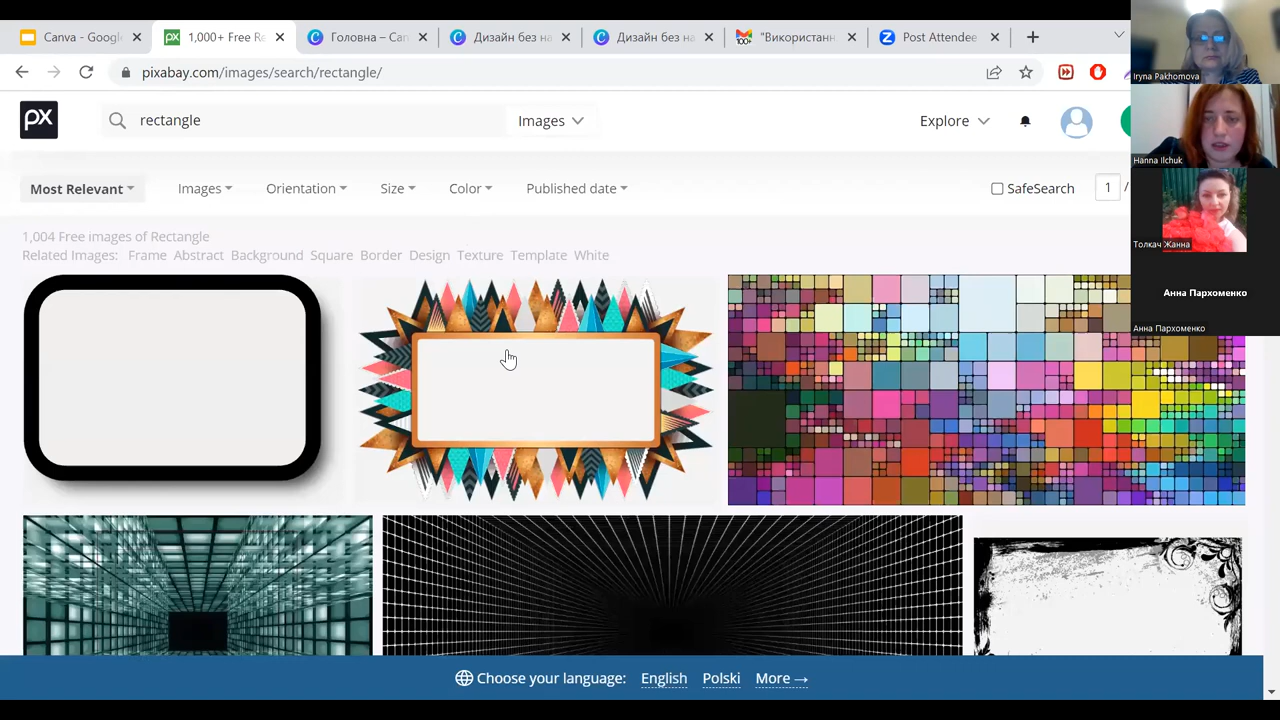 Canva - Google
1,000+ Free Re
Головна – Can
Дизайн без на
Дизайн без на
100+
"Використанн
Post Attendee
pixabay.com/images/search/rectangle/
px
rectangle
Images
Explore
Most Relevant
Images
Orientation
Size
Color
Published date
SafeSearch
1 /
1,004 Free images of Rectangle
Related Images: Frame Abstract Background Square Border Design Texture Template White
Iryna Pakhomova
Hanna Ilchuk
Толкач Жанна
Анна Пархоменко
Анна Пархоменко
Choose your language: English Polski More →